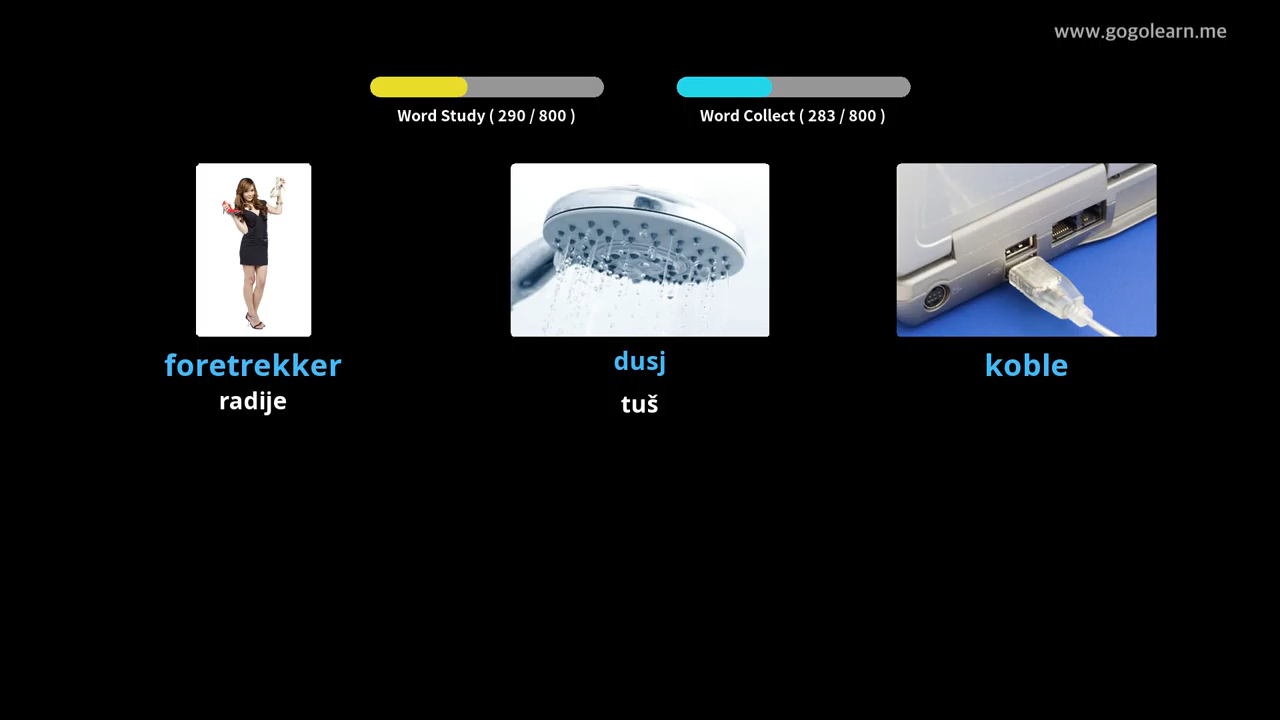 www.gogolearn.me
Word Study ( 290 / 800 )
Word Collect ( 283 / 800 )
foretrekker
radije
dusj
tuš
koble